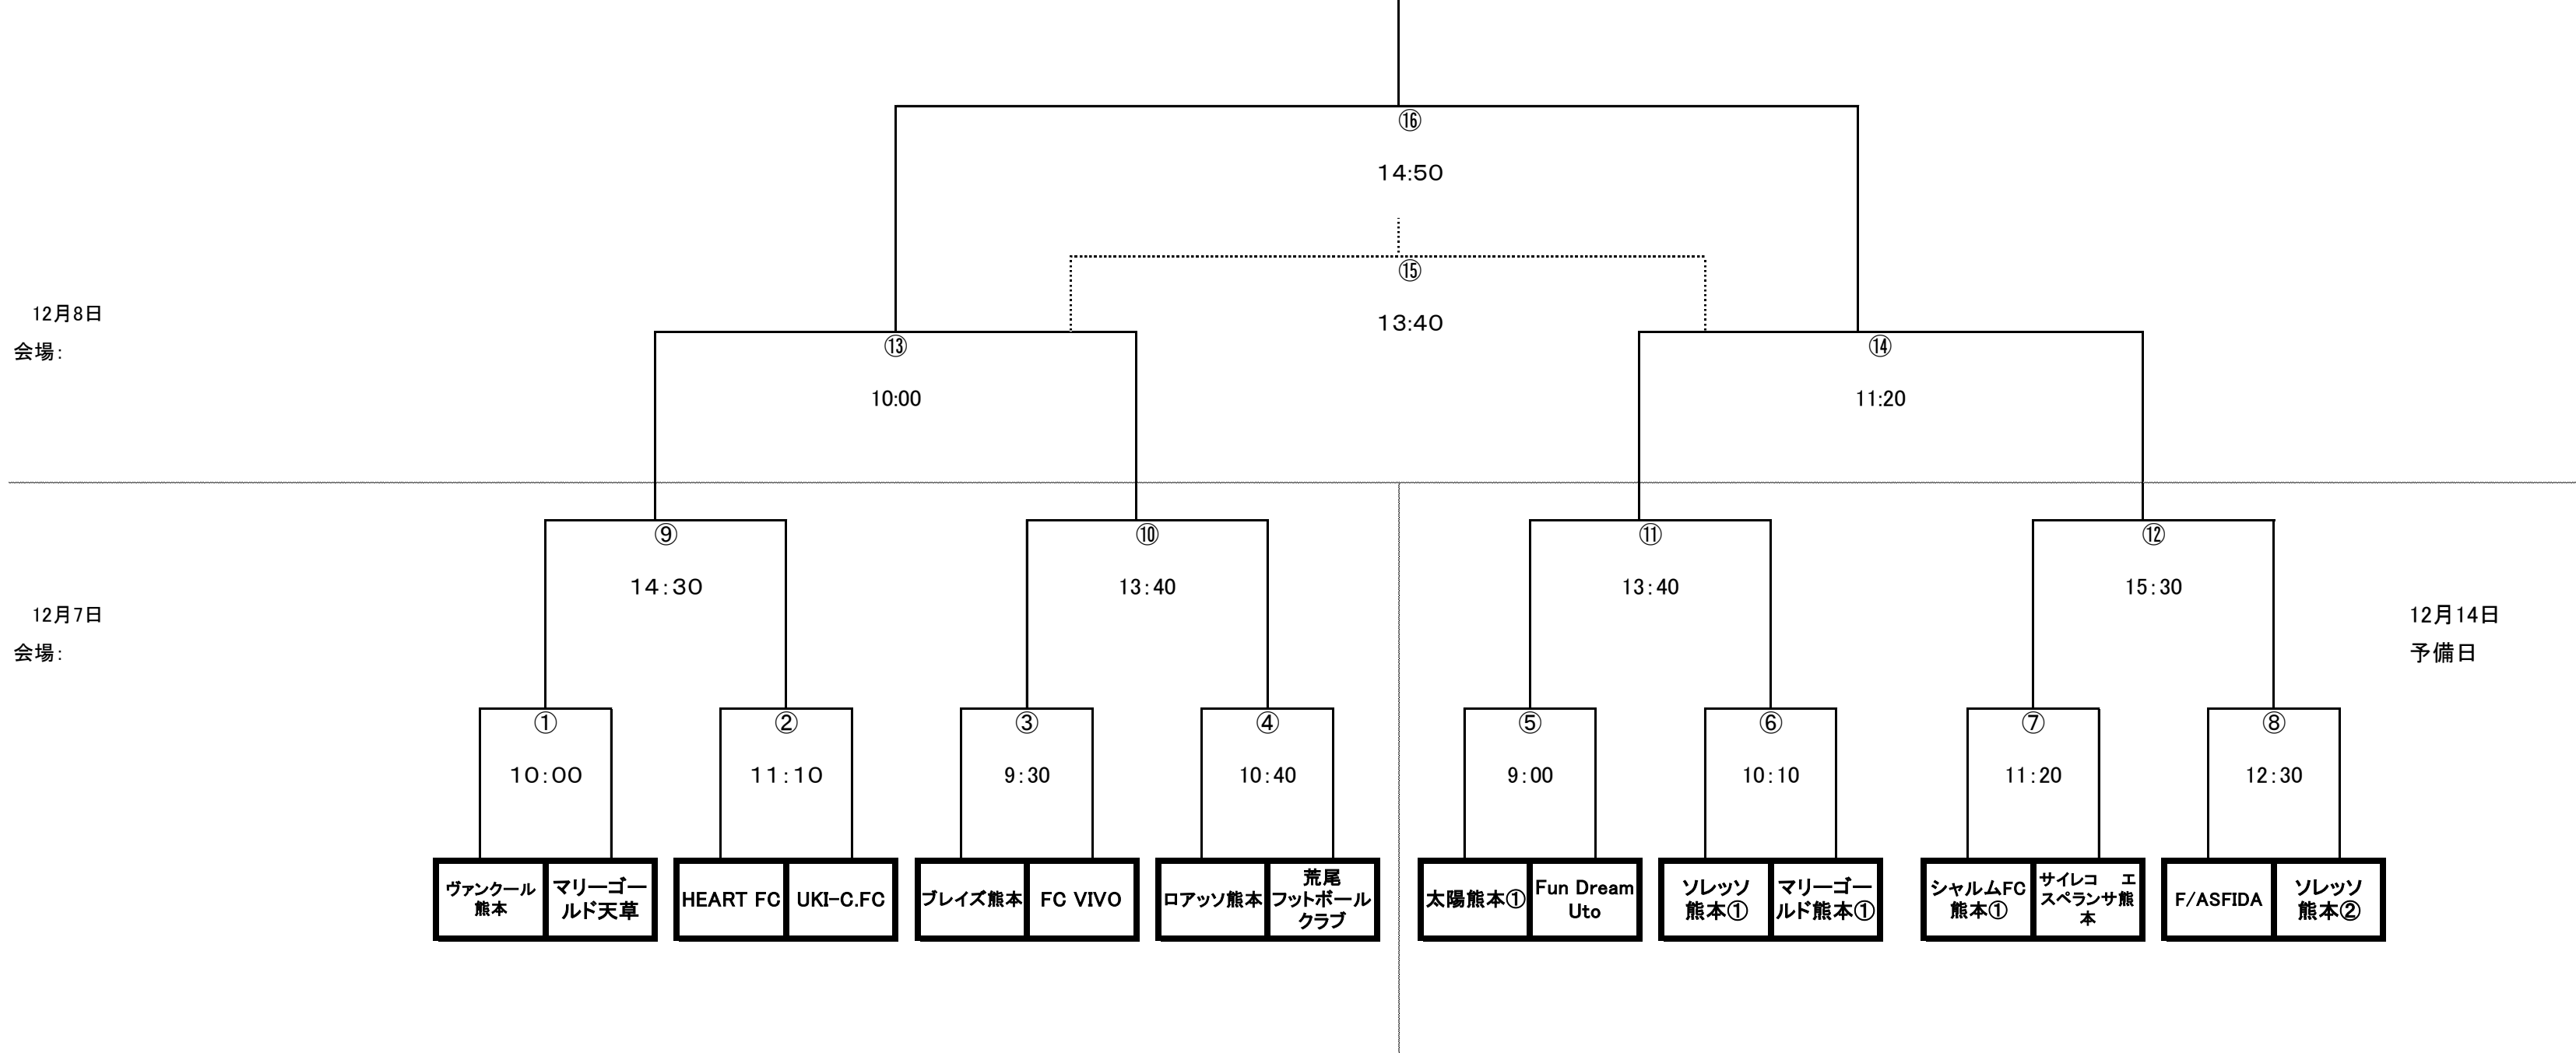 ⑯
14:50
⑮
12月8日
13:40
会場:
⑬
⑭
10:00
11:20
⑨
⑩
⑪
⑫
14:30
13:40
13:40
15:30
12月7日
会場:
12月14日
予備日
①
②
③
④
⑤
⑥
⑦
⑧
10:00
11:10
9:30
10:40
9:00
10:10
11:20
12:30
ヴァンクール
熊本
マリーゴー
ルド天草
HEART FC
UKI-C.FC
ブレイズ熊本
FC VIVO
ロアッソ熊本
荒尾
フットボール
クラブ
太陽熊本①
Fun Dream
Uto
ソレッソ
熊本①
マリーゴー
ルド熊本①
シャルムFC
熊本①
サイレコ　エ
スペランサ熊
本
F/ASFIDA
ソレッソ
熊本②